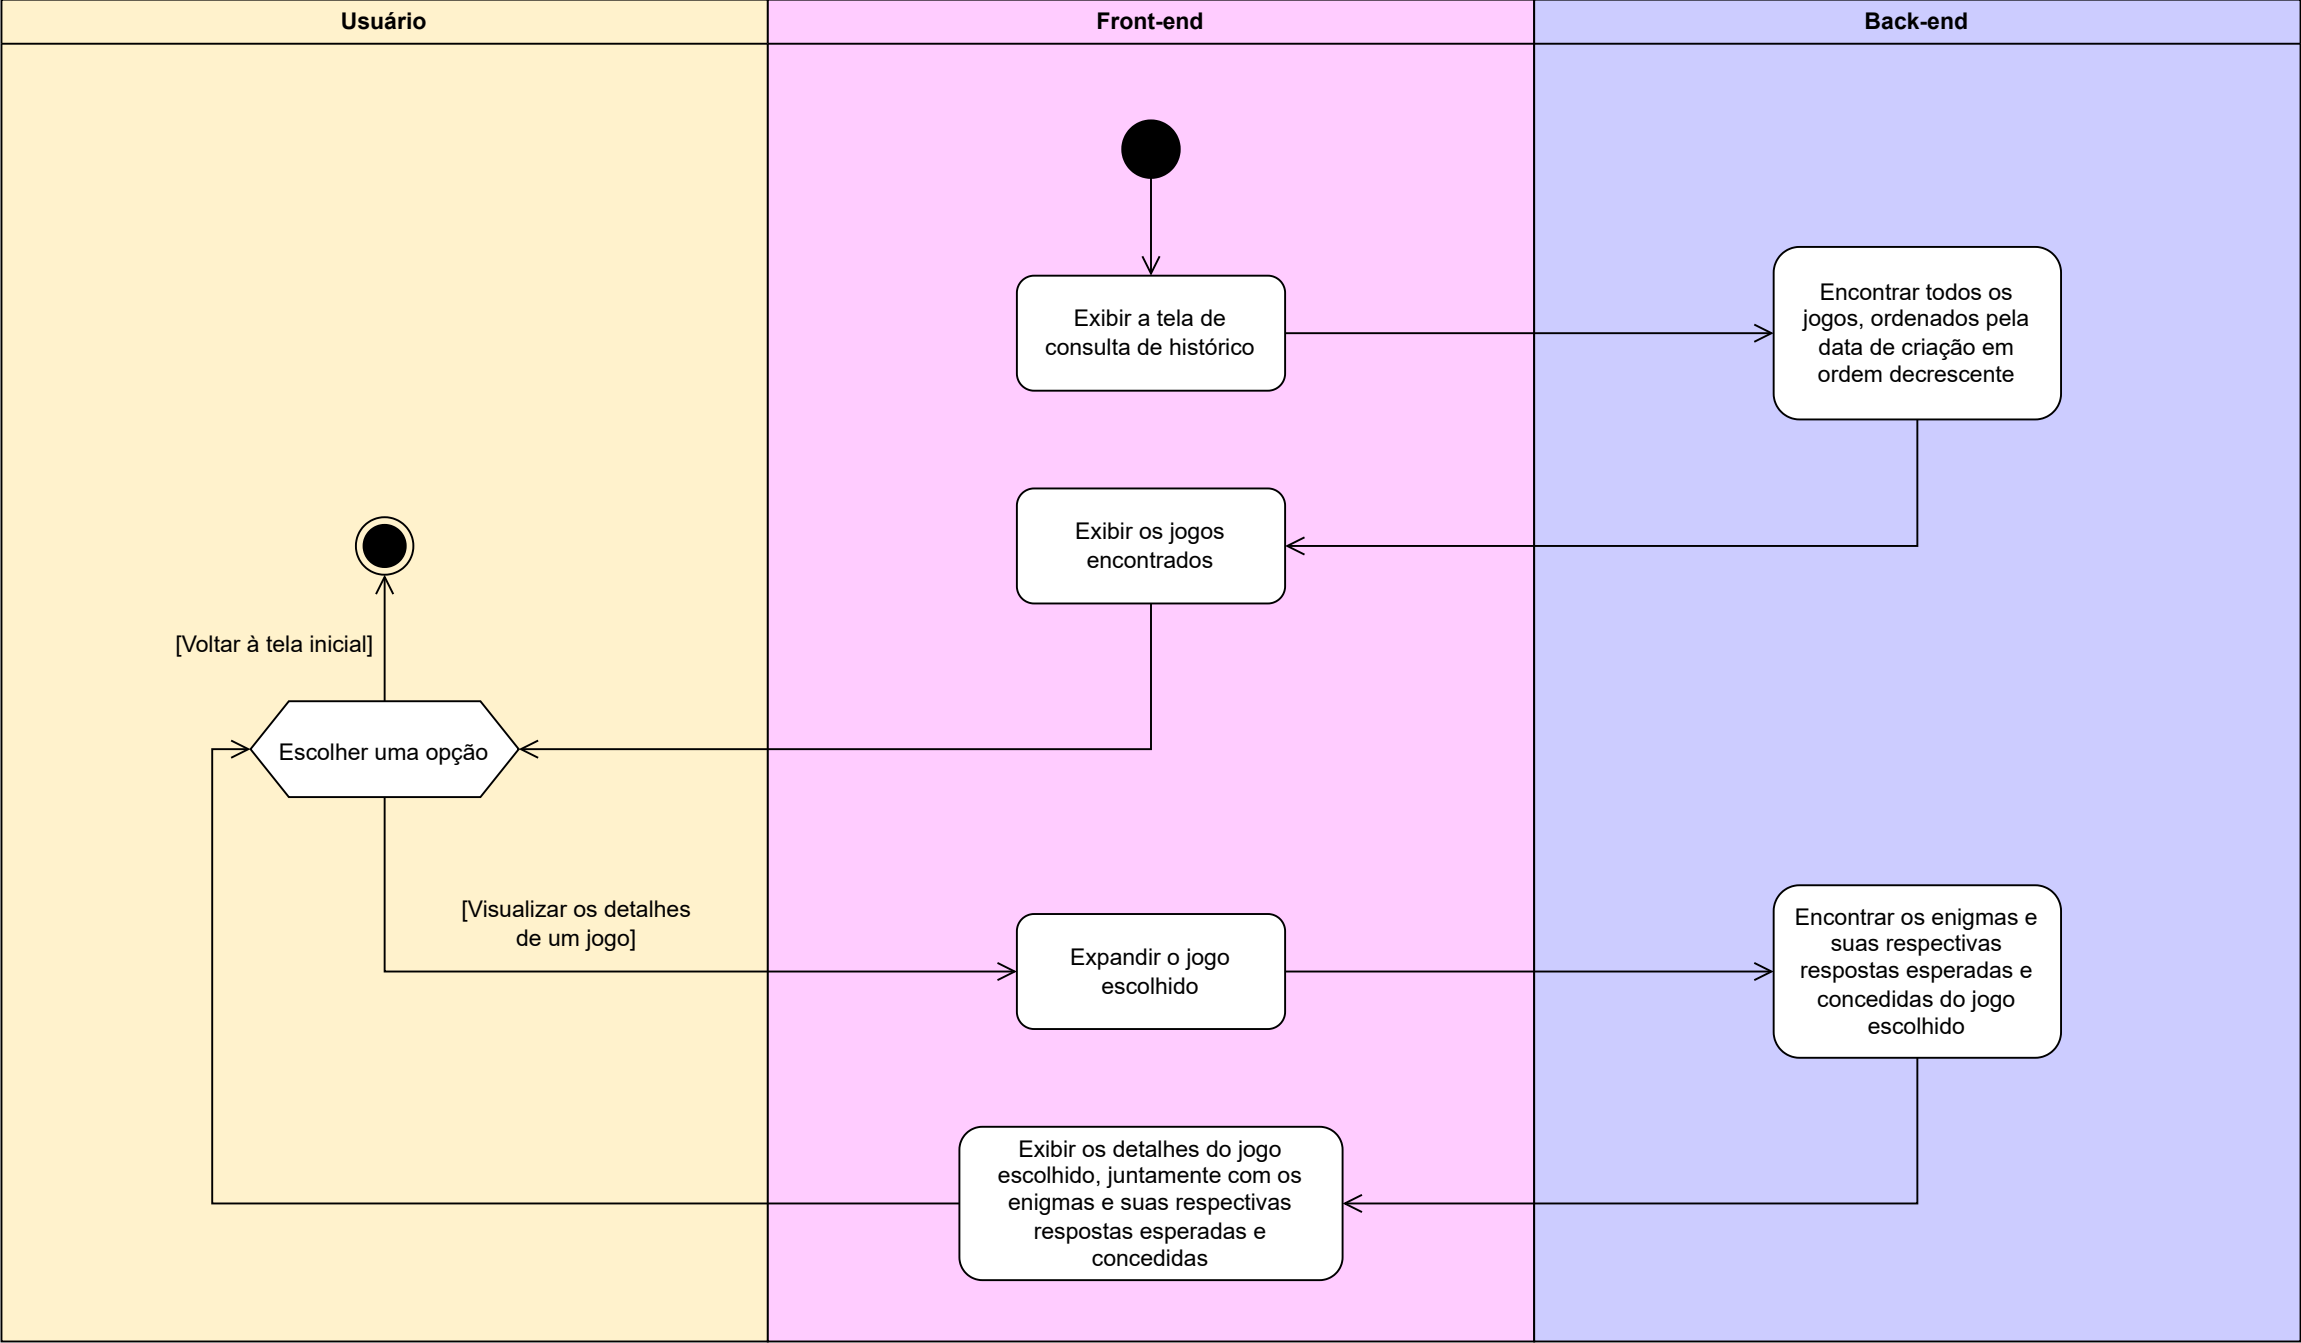 Usuário
Front-end
Back-end
Exibir a tela de
consulta de histórico
Encontrar todos os
jogos, ordenados pela
data de criação em
ordem decrescente
Exibir os jogos
encontrados
[Voltar à tela inicial]
Escolher uma opção
[Visualizar os detalhes
de um jogo]
Expandir o jogo
escolhido
Encontrar os enigmas e
suas respectivas
respostas esperadas e
concedidas do jogo
escolhido
Exibir os detalhes do jogo
escolhido, juntamente com os
enigmas e suas respectivas
respostas esperadas e
concedidas